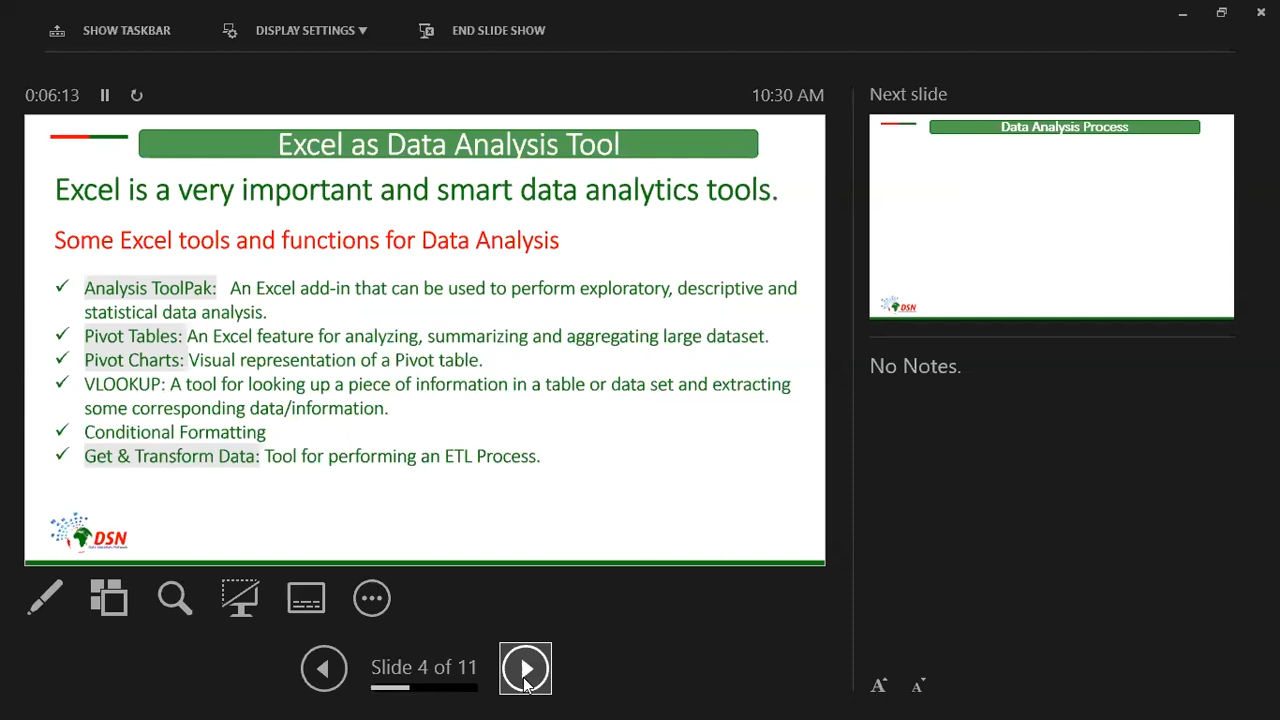 SHOW TASKBAR
DISPLAY SETTINGS
END SLIDE SHOW
0:06:13
10:30 AM
Excel as Data Analysis Tool
Excel is a very important and smart data analytics tools.
Some Excel tools and functions for Data Analysis
Analysis ToolPak: An Excel add-in that can be used to perform exploratory, descriptive and
statistical data analysis.
Pivot Tables: An Excel feature for analyzing, summarizing and aggregating large dataset.
Pivot Charts: Visual representation of a Pivot table.
VLOOKUP: A tool for looking up a piece of information in a table or data set and extracting
some corresponding data/information.
Conditional Formatting
Get & Transform Data: Tool for performing an ETL Process.
DSN
Slide 4 of 11
Next slide
Data Analysis Process
DSN
No Notes.
A A